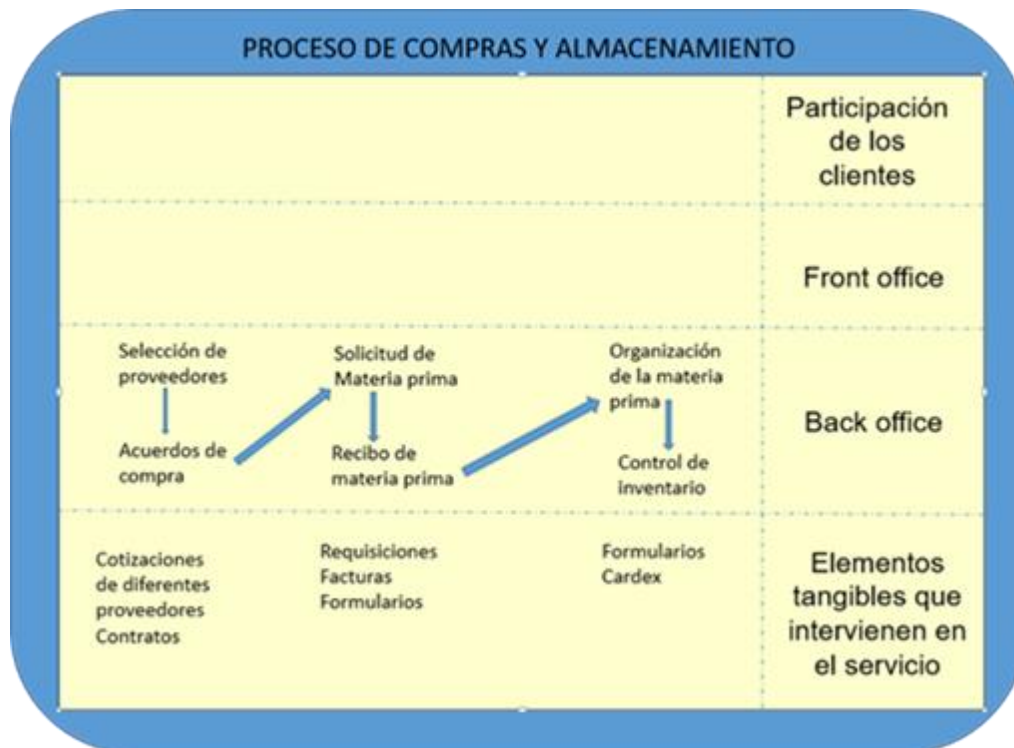 PROCESO DE COMPRAS Y ALMACENAMIENTO
Participación
de los
clientes
Front office
Selección de
proveedores
Acuerdos de
compra
Solicitud de
Materia prima
Recibo de
materia prima
Organización
de la materia
prima
Control de
inventario
Back office
Cotizaciones
de diferentes
proveedores
Contratos
Requisiciones
Facturas
Formularios
Formularios
Cardex
Elementos
tangibles que
intervienen en
el servicio